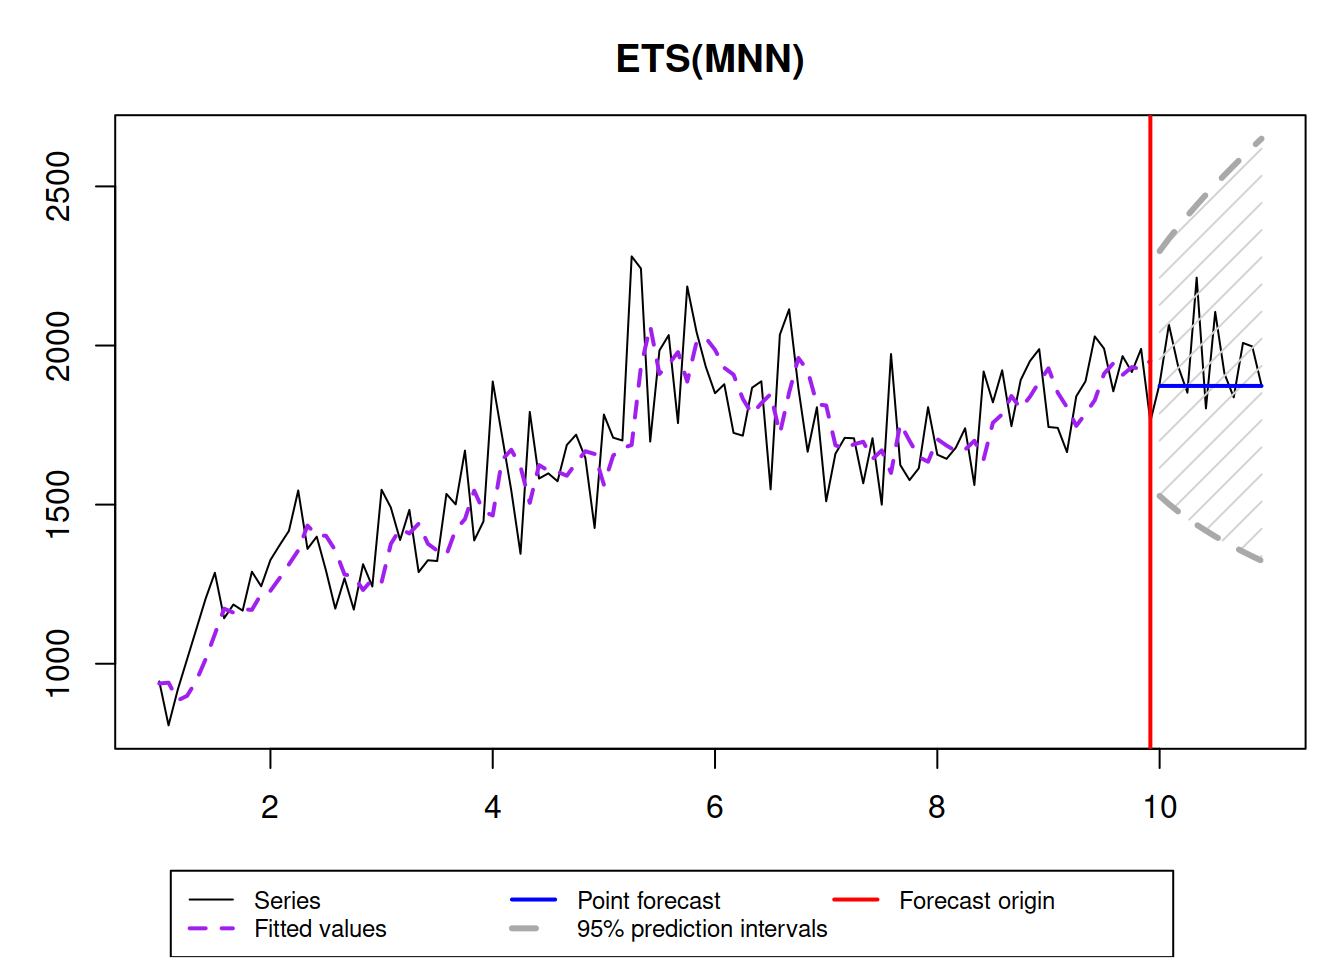 ETS(MNN)
2500
2000
1500
1000
2 4 6 8 10
Series Point forecast Forecast origin
Fitted values 95% prediction intervals